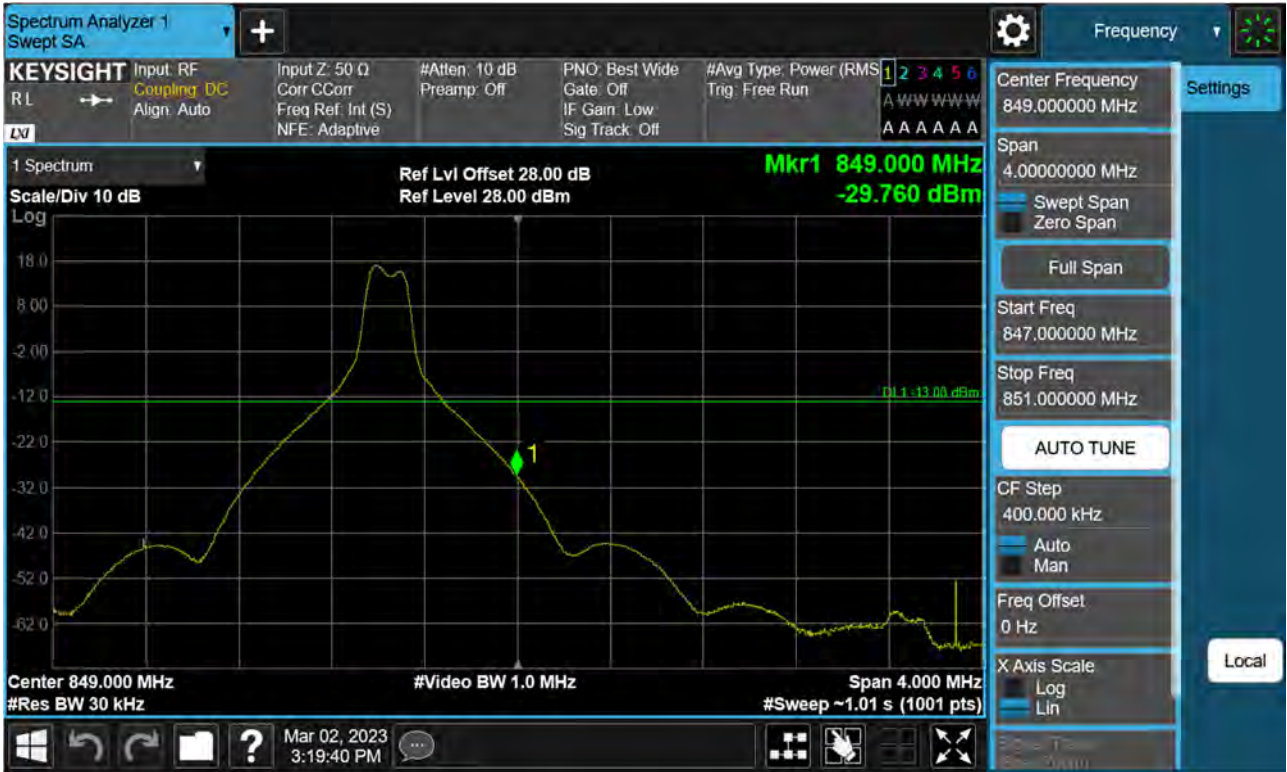 Spectrum Analyzer 1
Swept SA
+
Frequency
KEYSIGHT
R L
LXI
Input: RF
Coupling: DC
Align: Auto
Input Z: 50 Ω
Corr CCorr
Freq Ref: Int (S)
NFE: Adaptive
#Atten: 10 dB
Preamp: Off
PNO: Best Wide
Gate: Off
IF Gain: Low
Sig Track: Off
#Avg Type: Power (RMS
Trig: Free Run
1 2 3 4 5 6
A W W W W W
A A A A A A
1 Spectrum
Scale/Div 10 dB
Ref Lvl Offset 28.00 dB
Ref Level 28.00 dBm
Mkr1 849.000 MHz
-29.760 dBm
Log
18.0
8.00
-2.00
-12.0
-22.0
-32.0
-42.0
-52.0
-62.0
DL1 -13.00 dBm
1
Center 849.000 MHz
#Res BW 30 kHz
#Video BW 1.0 MHz
Span 4.000 MHz
#Sweep ~1.01 s (1001 pts)
Center Frequency
849.000000 MHz
Span
4.00000000 MHz
Swept Span
Zero Span
Full Span
Start Freq
847.000000 MHz
Stop Freq
851.000000 MHz
AUTO TUNE
CF Step
400.000 kHz
Auto
Man
Freq Offset
0 Hz
X Axis Scale
Log
Lin
Settings
Local
?
Mar 02, 2023
3:19:40 PM